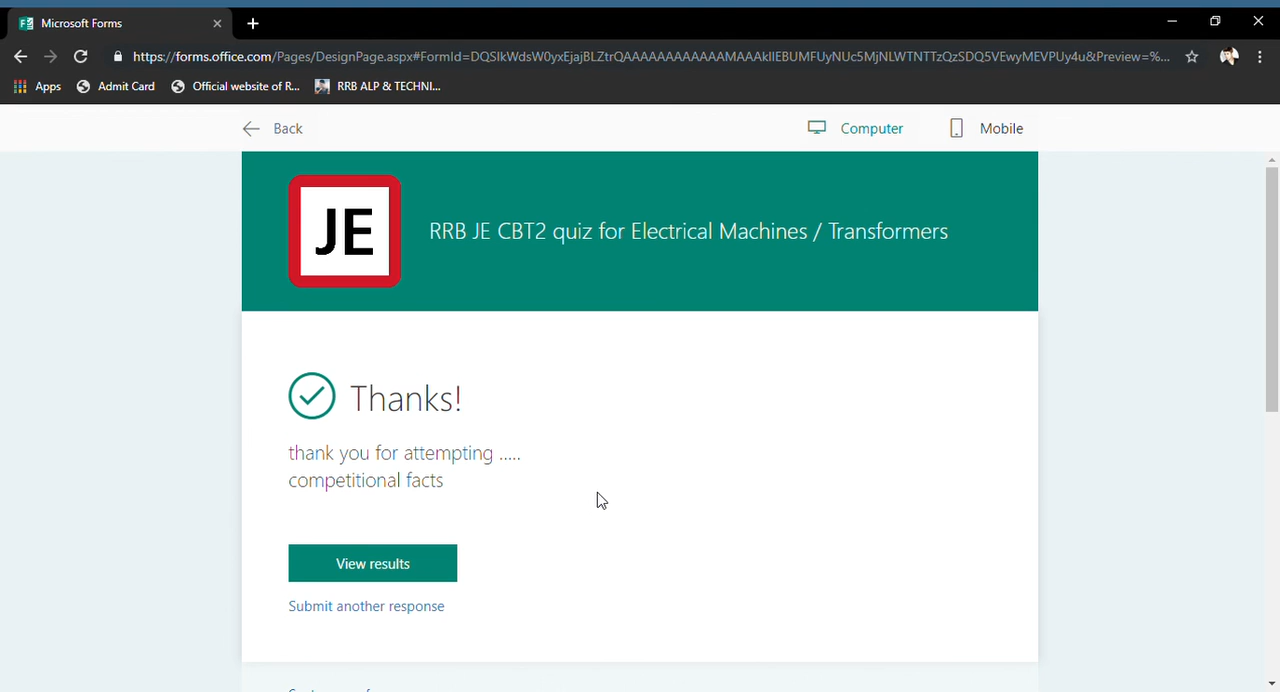 Microsoft Forms
https://forms.office.com/Pages/DesignPage.aspx#FormId=
Apps
Admit Card
Official website of R...
RRB ALP & TECHNI...
Back
Computer
Mobile
JE
RRB JE CBT2 quiz for Electrical Machines / Transformers
Thanks!
thank you for attempting .....
competitional facts
View results
Submit another response